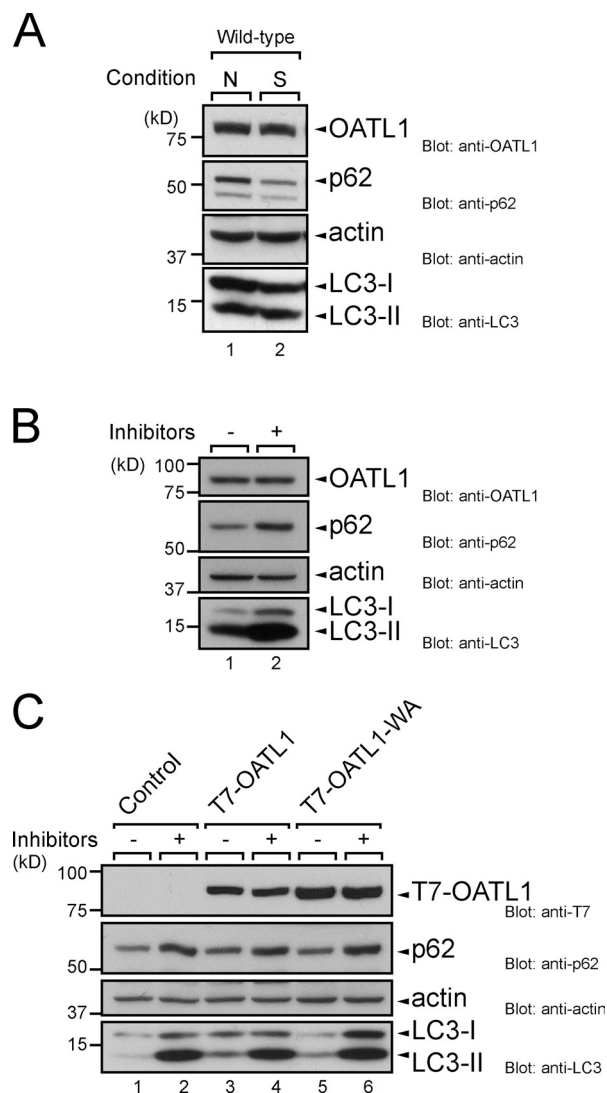 A
Wild-type
Condition N S
(kD)
75 OATL1 Blot: anti-OATL1
50 p62 Blot: anti-p62
actin
37 Blot: anti-actin
LC3-I
15 LC3-II Blot: anti-LC3
1 2
B
Inhibitors - +
(kD) 100
75 OATL1 Blot: anti-OATL1
p62
50 Blot: anti-p62
actin
37 Blot: anti-actin
LC3-I
15 LC3-II Blot: anti-LC3
1 2
C
Control T7-OATL1 T7-OATL1-WA
Inhibitors - + - + - +
(kD)
100
T7-OATL1
75 Blot: anti-T7
p62
50 Blot: anti-p62
actin
37 Blot: anti-actin
LC3-I
15 LC3-II Blot: anti-LC3
1 2 3 4 5 6